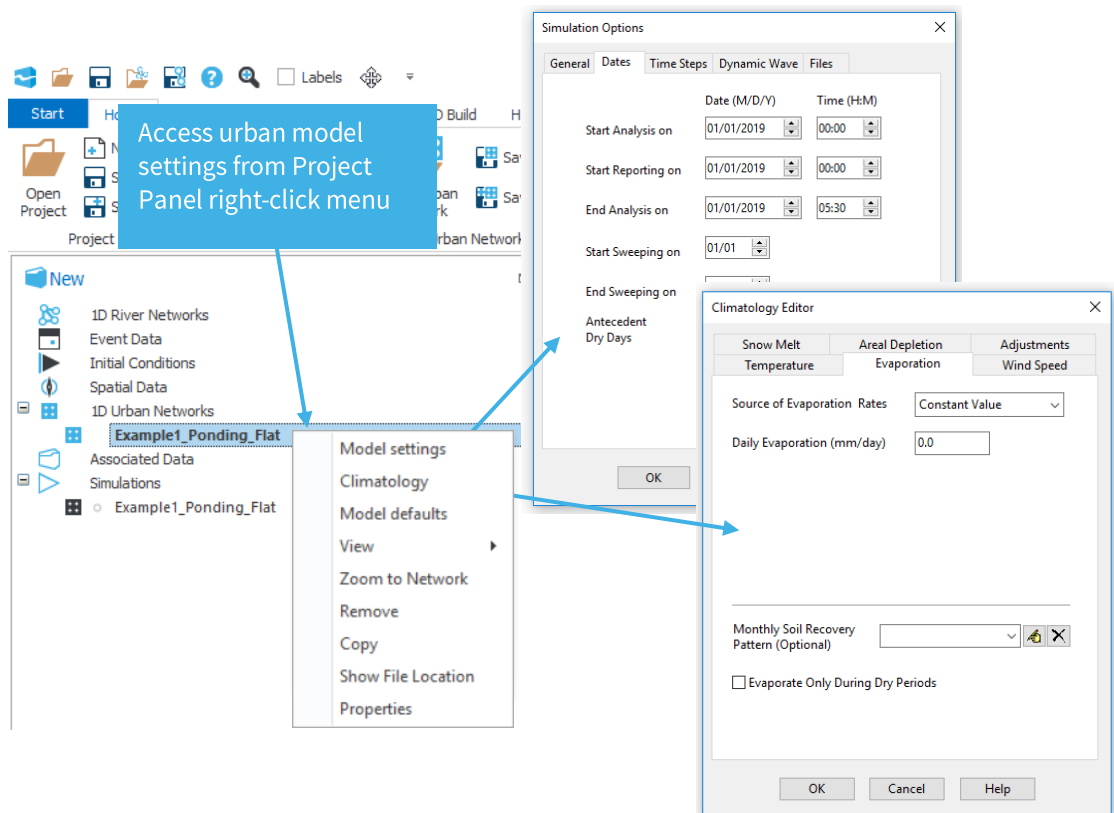 Labels
Start
Access urban model
settings from Project
Panel right-click menu
Build
Open
Project
Project
rban Network
New
1D River Networks
Event Data
Initial Conditions
Spatial Data
1D Urban Networks
Example1_Ponding_Flat
Associated Data
Simulations
Example1_Ponding_Flat
Model settings
Climatology
Model defaults
View
Zoom to Network
Remove
Copy
Show File Location
Properties
Simulation Options
General Dates Time Steps Dynamic Wave Files
Date (M/D/Y) Time (H:M)
Start Analysis on 01/01/2019 00:00
Start Reporting on 01/01/2019 00:00
End Analysis on 01/01/2019 05:30
Start Sweeping on 01/01
End Sweeping on
Antecedent
Dry Days
OK
Climatology Editor
Snow Melt Areal Depletion Adjustments
Temperature Evaporation Wind Speed
Source of Evaporation Rates Constant Value
Daily Evaporation (mm/day) 0.0
Monthly Soil Recovery
Pattern (Optional)
Evaporate Only During Dry Periods
OK Cancel Help